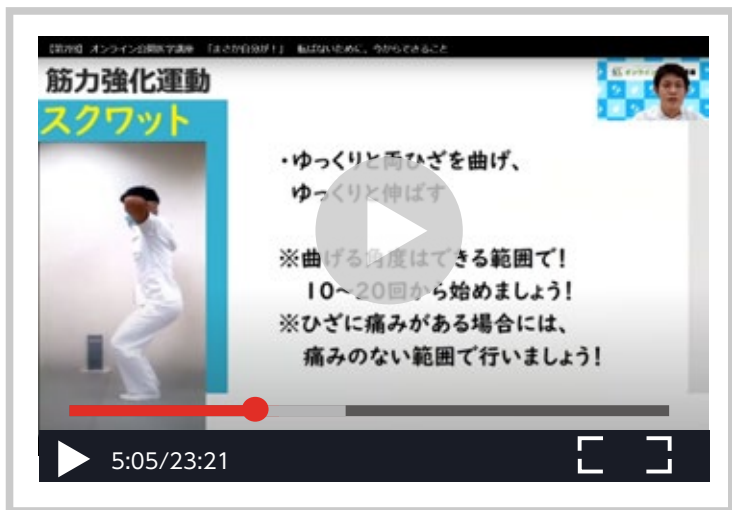 オンライン公開医学講座 「まさか自分が！」 転ばないために、今からできること
筋力強化運動
スクワット
・ゆっくりと両ひざを曲げ、
ゆっくりと伸ばす
※曲げる角度はできる範囲で！
10～20回から始めましょう！
※ひざに痛みがある場合には、
痛みのない範囲で行いましょう！
5:05/23:21